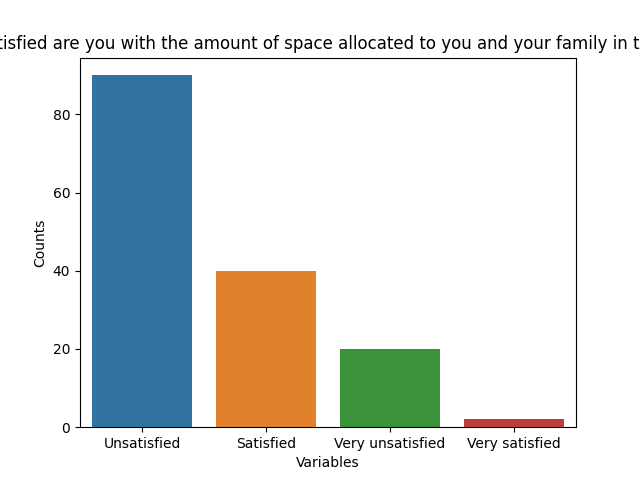 tisfied are you with the amount of space allocated to you and your family in t
Counts
80
60
40
20
0
Unsatisfied Satisfied Very unsatisfied Very satisfied
Variables